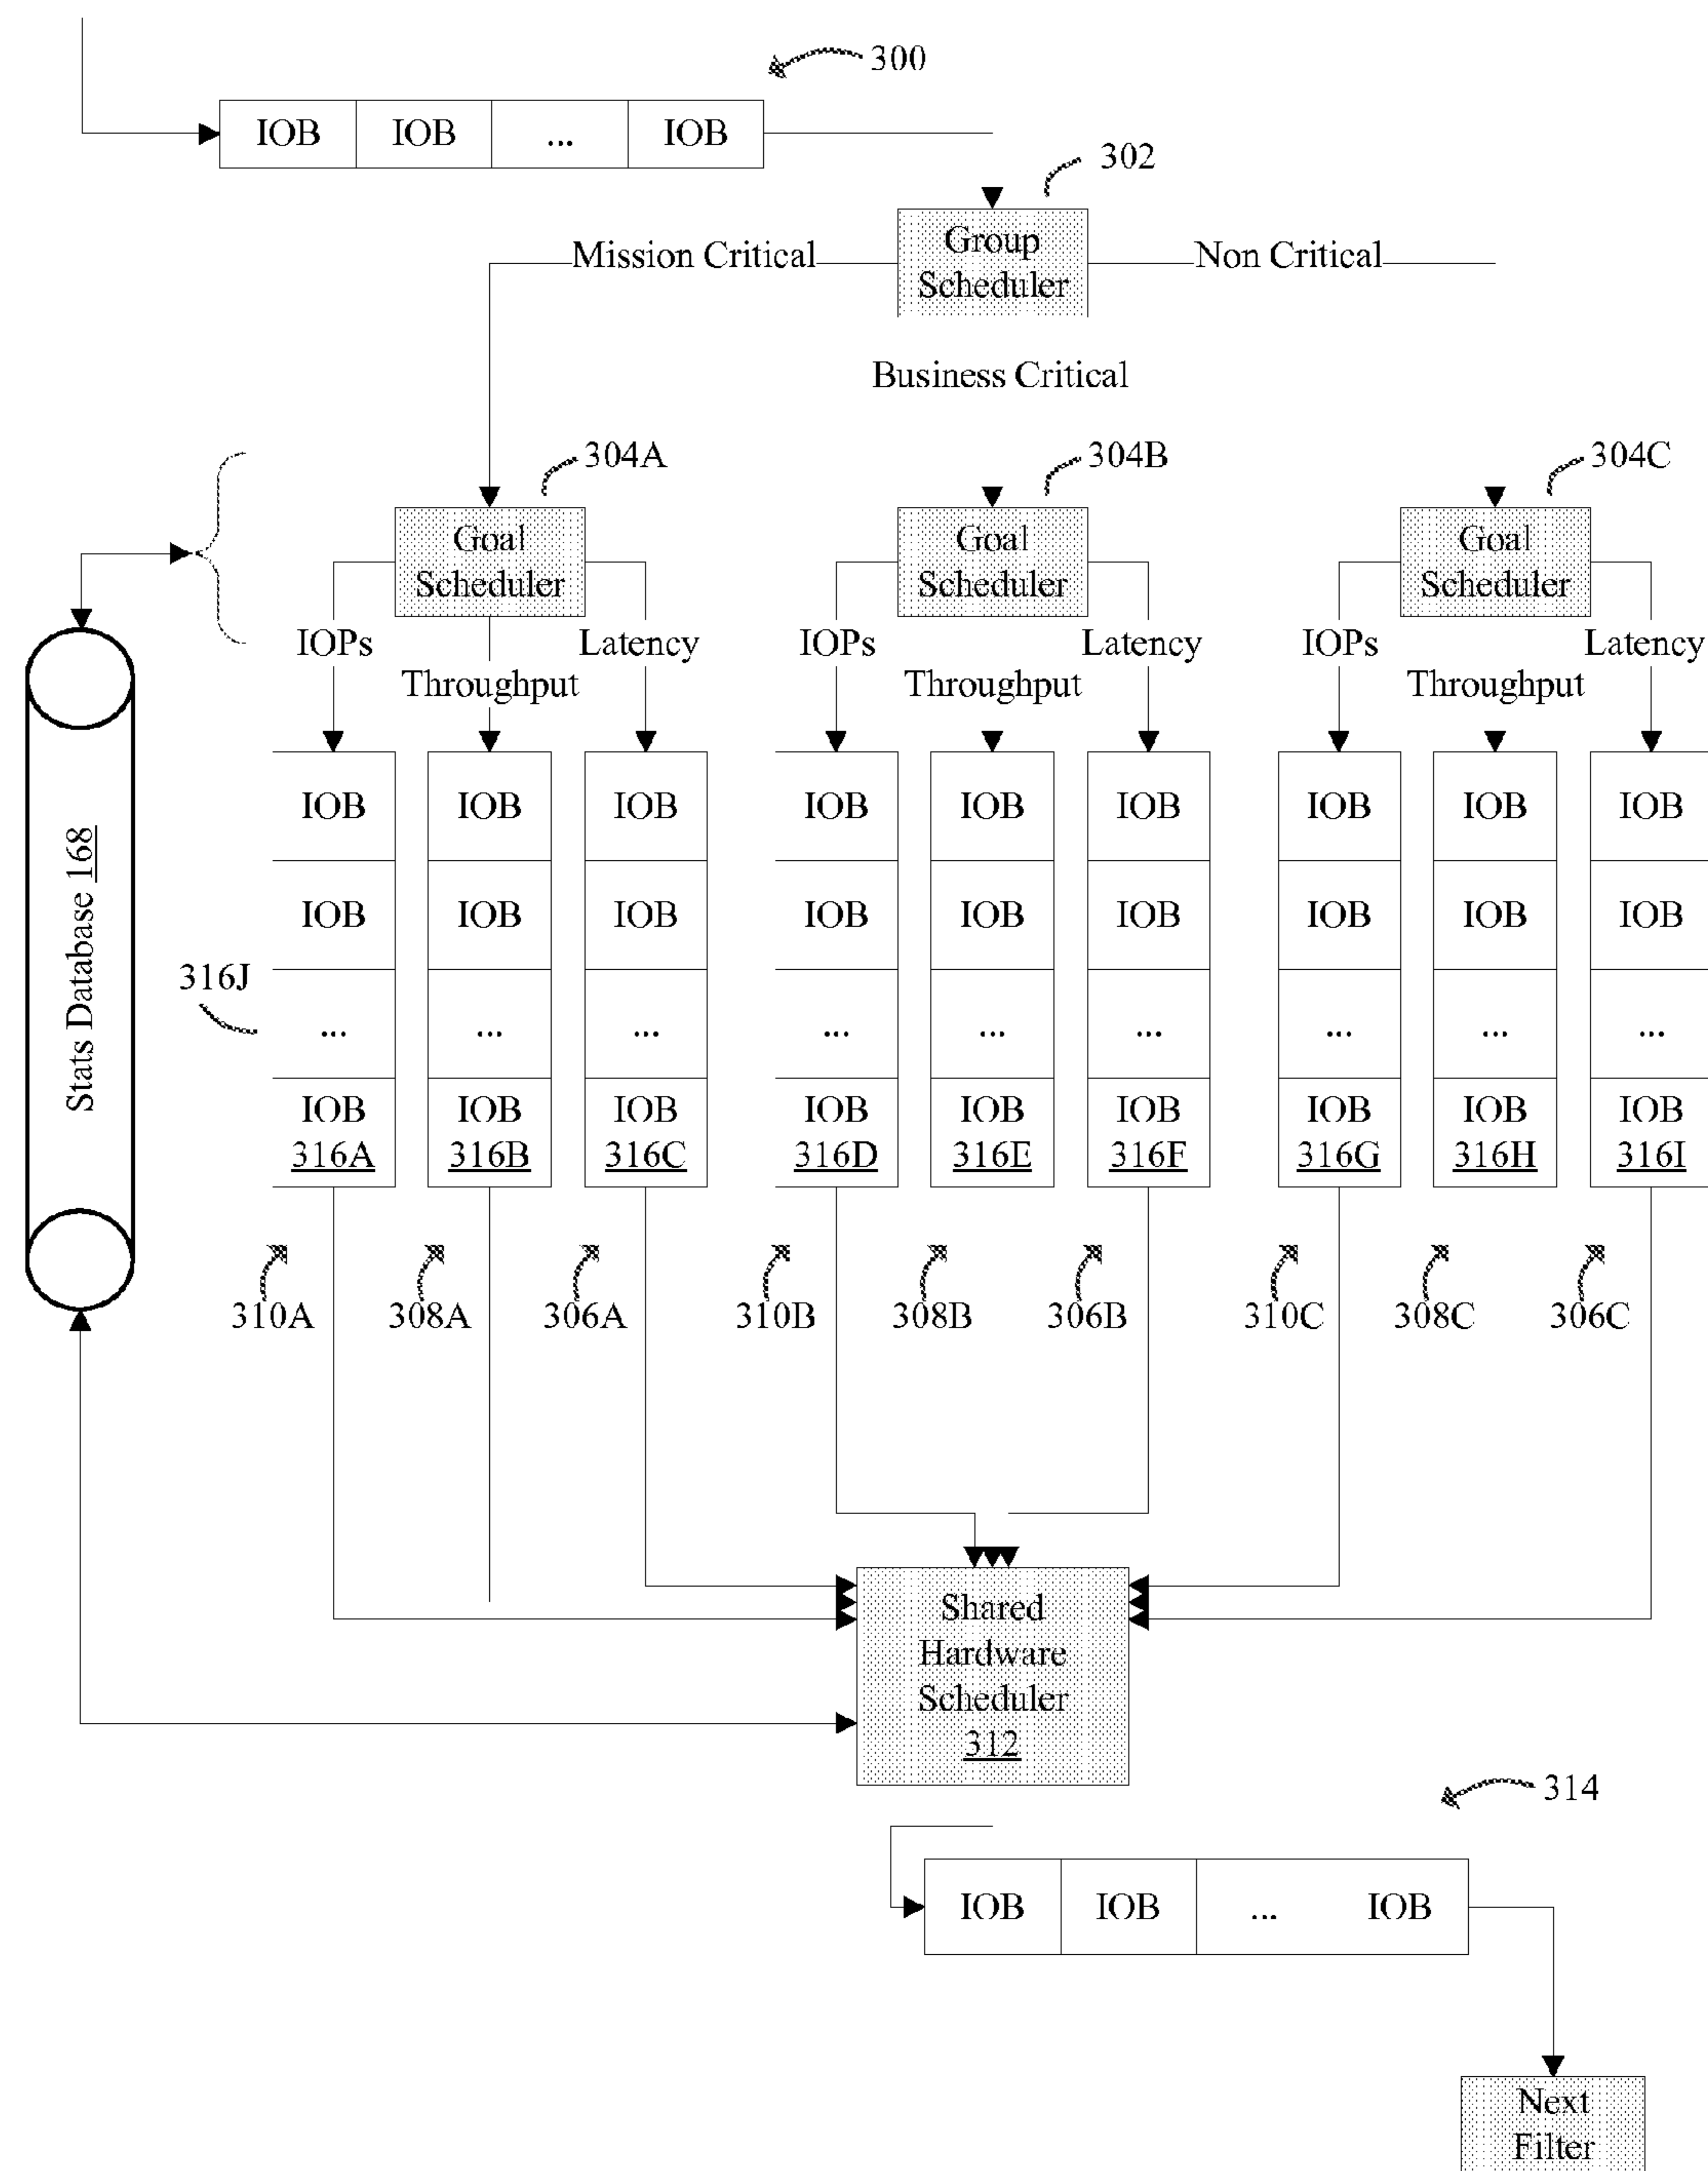 300
IOB IOB ... IOB
302
Group
Scheduler
Mission Critical
Non Critical
Business Critical
304A
304B
304C
Goal
Scheduler
Goal
Scheduler
Goal
Scheduler
IOPs
Latency
IOPs
Latency
IOPs
Latency
Throughput
Throughput
Throughput
Stats Database 168
IOB IOB IOB IOB IOB IOB IOB IOB IOB
IOB IOB IOB IOB IOB IOB IOB IOB IOB
316J
... ... ... ... ... ... ... ... ...
IOB IOB IOB IOB IOB IOB IOB IOB IOB
316A 316B 316C 316D 316E 316F 316G 316H 316I
310A 308A 306A 310B 308B 306B 310C 308C 306C
Shared
Hardware
Scheduler
312
314
IOB IOB ... IOB
Next
Filter